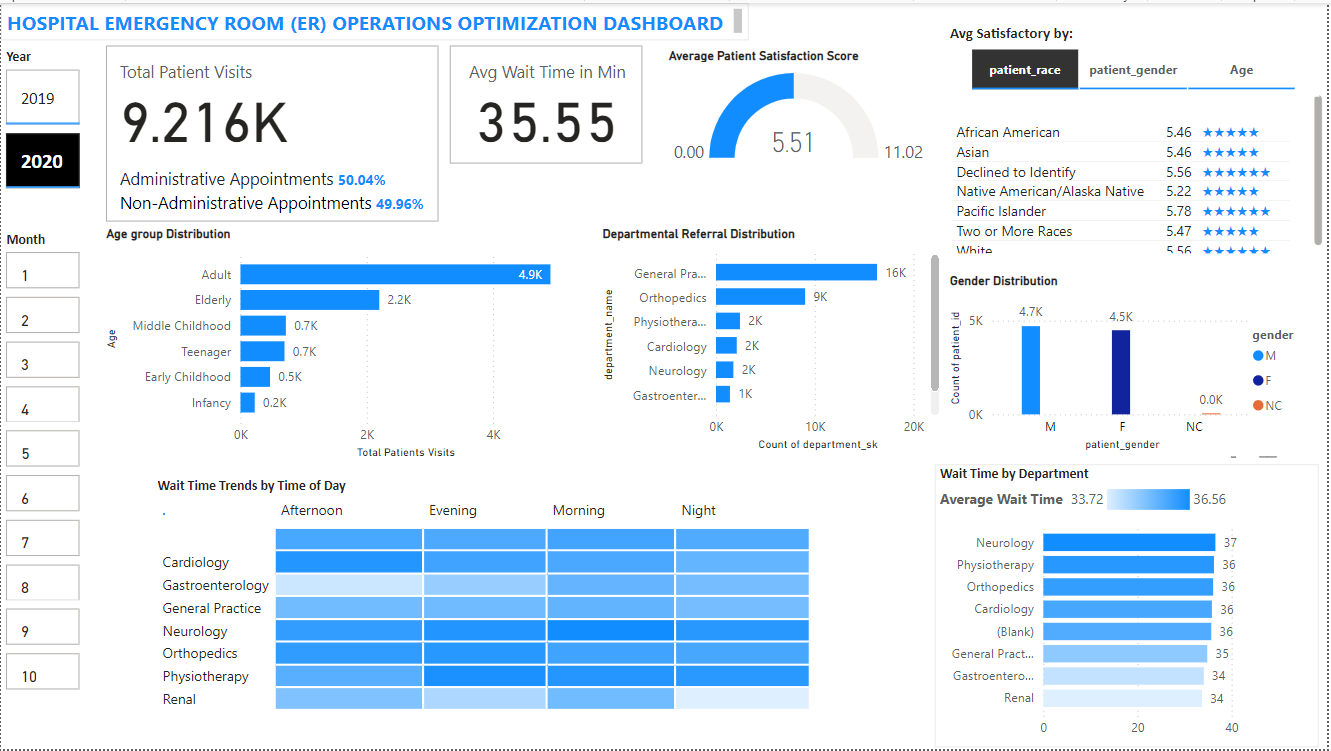 HOSPITAL EMERGENCY ROOM (ER) OPERATIONS OPTIMIZATION DASHBOARD
Year
2019
2020
Month
1
2
3
4
5
6
7
8
9
10
Total Patient Visits
9.216K
Administrative Appointments 50.04%
Non-Administrative Appointments 49.96%
Avg Wait Time in Min
35.55
Average Patient Satisfaction Score
5.51
0.00
11.02
Avg Satisfactory by:
patient_race patient_gender Age
African American 5.46 ★★★★★
Asian 5.46 ★★★★★
Declined to Identify 5.56 ★★★★★★
Native American/Alaska Native 5.22 ★★★★★
Pacific Islander 5.78 ★★★★★★
Two or More Races 5.47 ★★★★★
White 5.56 ★★★★★★
Age group Distribution
Age
Adult 4.9K
Elderly 2.2K
Middle Childhood 0.7K
Teenager 0.7K
Early Childhood 0.5K
Infancy 0.2K
0K 2K 4K
Total Patients Visits
Departmental Referral Distribution
department_name
General Pra... 16K
Orthopedics 9K
Physiothera... 2K
Cardiology 2K
Neurology 2K
Gastroenter... 1K
0K 10K 20K
Count of department_sk
Gender Distribution
Count of patient_id
5K
0K
4.7K
4.5K
0.0K
M F NC
patient_gender
gender
M
F
NC
Wait Time Trends by Time of Day
. Afternoon Evening Morning Night
Cardiology
Gastroenterology
General Practice
Neurology
Orthopedics
Physiotherapy
Renal
Wait Time by Department
Average Wait Time 33.72 36.56
Neurology 37
Physiotherapy 36
Orthopedics 36
Cardiology 36
(Blank) 36
General Pract... 35
Gastroentero... 34
Renal 34
0 20 40